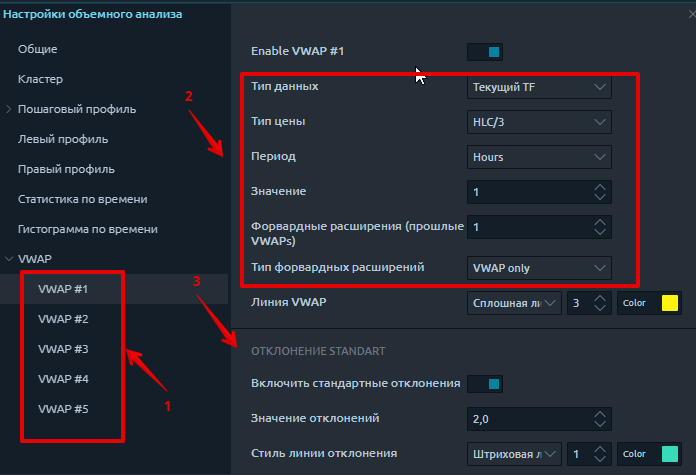 Настройки объемного анализа
Общие
Кластер
Пошаговый профиль
Левый профиль
Правый профиль
Статистика по времени
Гистограмма по времени
VWAP
VWAP #1
VWAP #2
VWAP #3
VWAP #4
VWAP #5
1
2
3
Enable VWAP #1
Тип данных Текущий TF
Тип цены HLC/3
Период Hours
Значение 1
Форвардные расширения (прошлые 1
VWAPs)
Тип форвардных расширений VWAP only
Линия VWAP Сплошная ли 3 Color
ОТКЛОНЕНИЕ STANDART
Включить стандартные отклонения
Значение отклонений 2,0
Стиль линии отклонения Штриховая л 1 Color